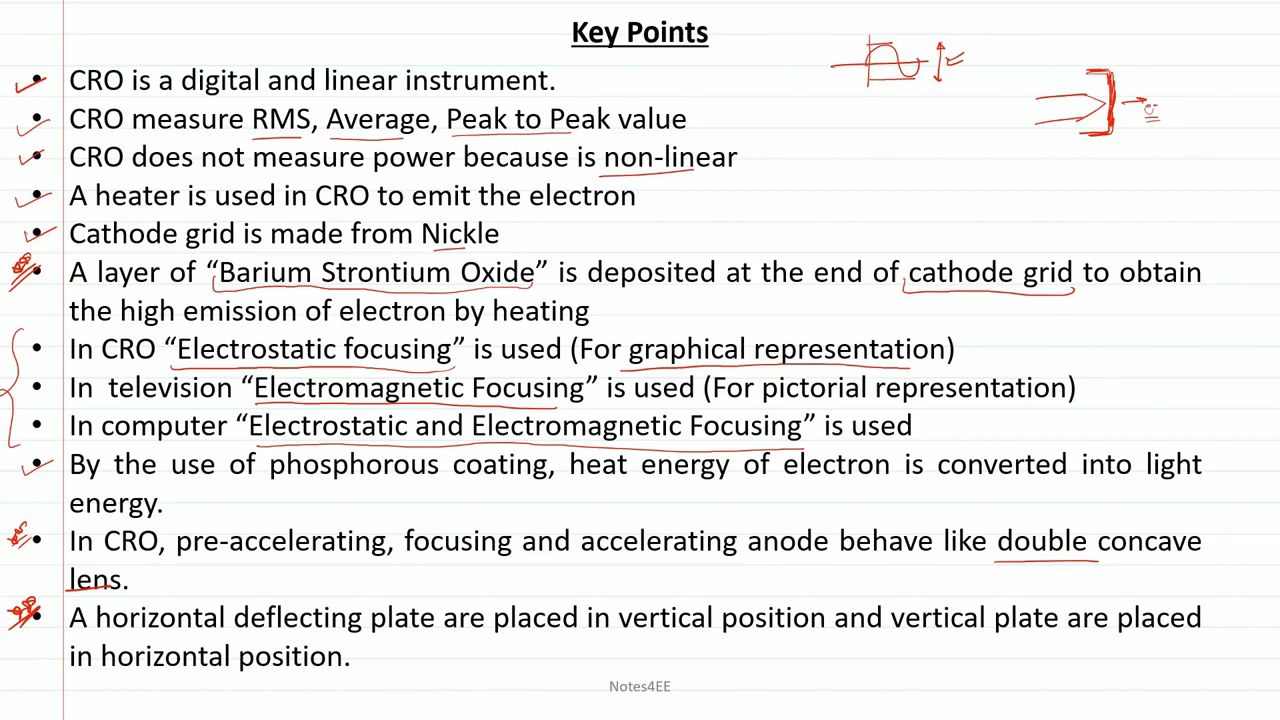 Key Points
• CRO is a digital and linear instrument.
• CRO measure RMS, Average, Peak to Peak value
• CRO does not measure power because is non-linear
• A heater is used in CRO to emit the electron
• Cathode grid is made from Nickle
• A layer of “Barium Strontium Oxide” is deposited at the end of cathode grid to obtain
the high emission of electron by heating
• In CRO “Electrostatic focusing” is used (For graphical representation)
• In television “Electromagnetic Focusing” is used (For pictorial representation)
• In computer “Electrostatic and Electromagnetic Focusing” is used
• By the use of phosphorous coating, heat energy of electron is converted into light
energy.
• In CRO, pre-accelerating, focusing and accelerating anode behave like double concave
lens.
• A horizontal deflecting plate are placed in vertical position and vertical plate are placed
in horizontal position.
Notes4EE